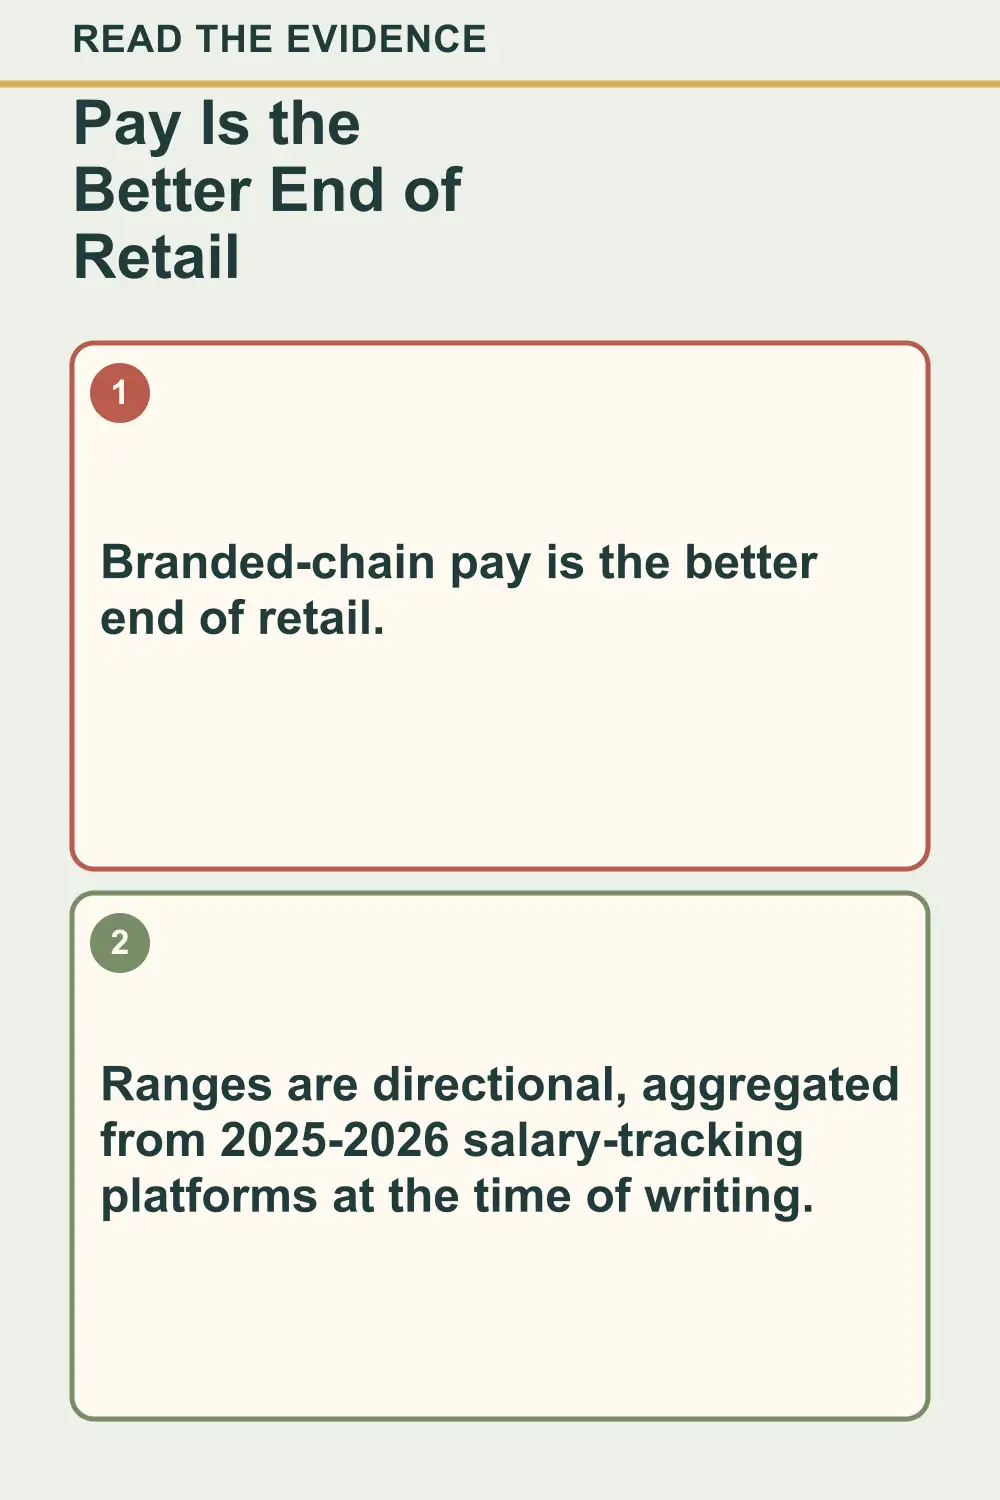 READ THE EVIDENCE
Pay Is the
Better End of
Retail
1
Branded-chain pay is the better
end of retail.
2
Ranges are directional, aggregated
from 2025-2026 salary-tracking
platforms at the time of writing.